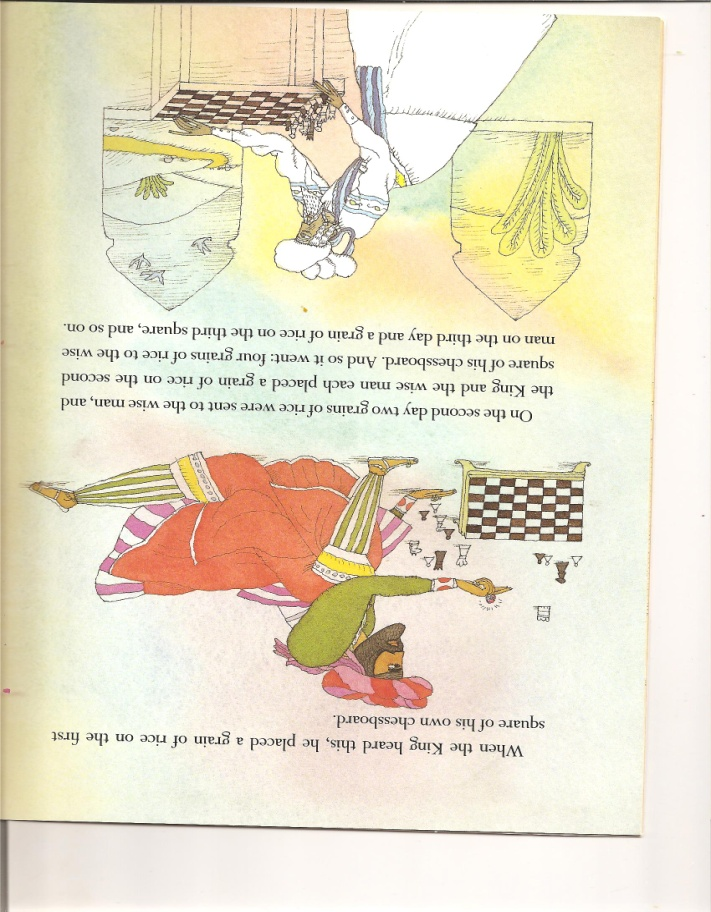 When the King heard this, he placed a grain of rice on the first
square of his own chessboard.
On the second day two grains of rice were sent to the wise man, and
the King and the wise man each placed a grain of rice on the second
square of his chessboard. And so it went: four grains of rice to the wise
man on the third day and a grain of rice on the third square, and so on.